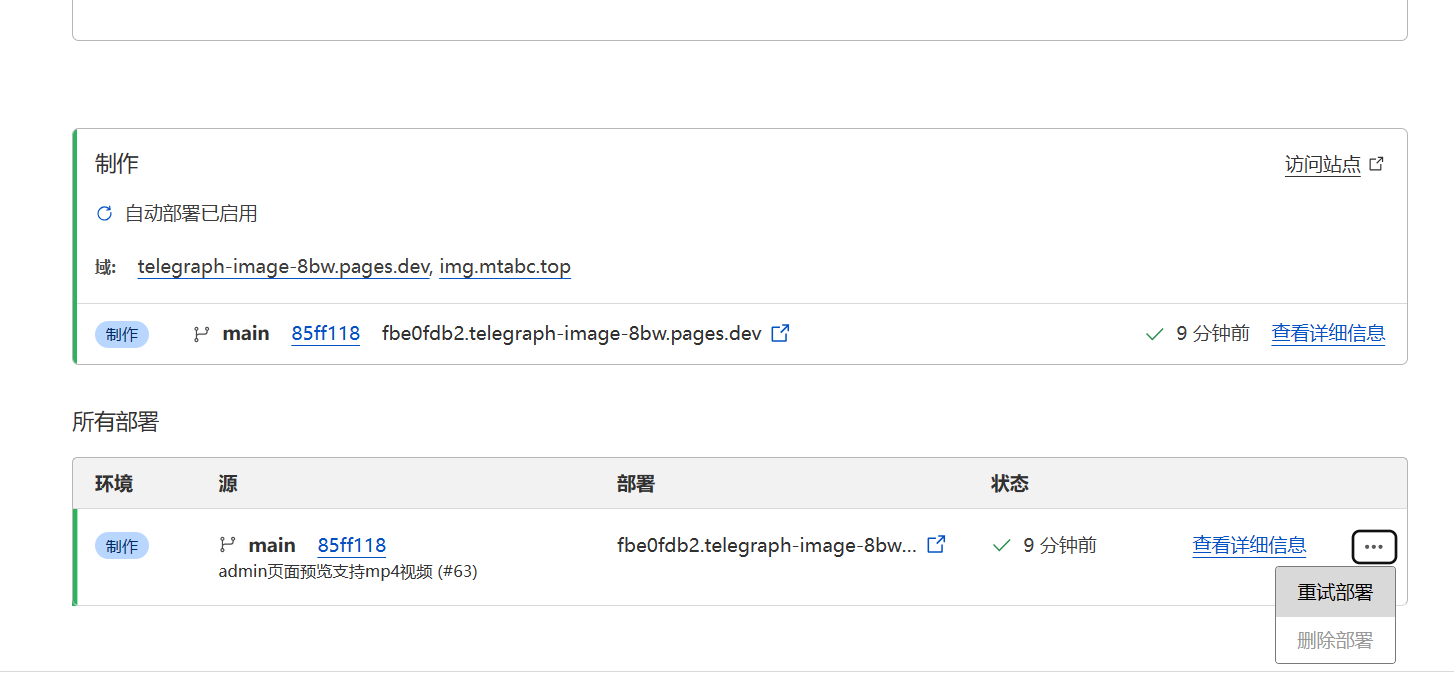 制作
访问站点
自动部署已启用
域: telegraph-image-8bw.pages.dev, img.mtabc.top
制作 main 85ff118 fbe0fdb2.telegraph-image-8bw.pages.dev 9 分钟前 查看详细信息
所有部署
环境 源 部署 状态
制作 main 85ff118 fbe0fdb2.telegraph-image-8bw... 9 分钟前 查看详细信息 ...
admin页面预览支持mp4视频 (#63)
重试部署
删除部署